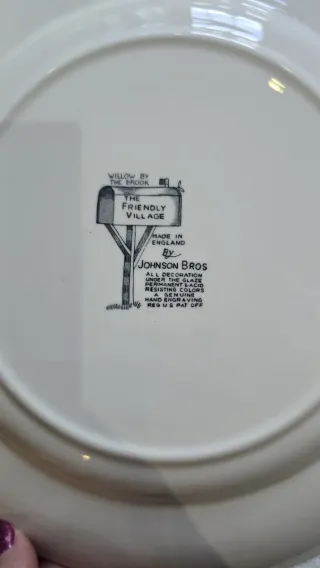 WILLOW BY
THE BROOK
THE
FRIENDLY
VILLAGE
MADE IN
ENGLAND
By
JOHNSON BROS
ALL DECORATION
UNDER THE GLAZE
PERMANENT & ACID
RESISTING COLORS
A GENUINE
HAND ENGRAVING
REG U S PAT OFF